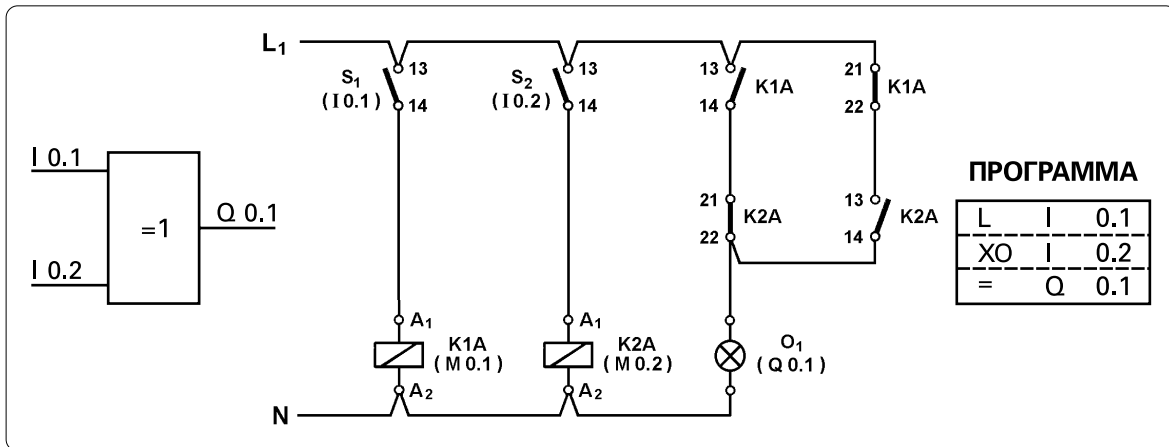 I 0.1
I 0.2
=1
Q 0.1
L₁
S₁
( I 0.1 )
13
14
S₂
( I 0.2 )
13
14
13
14
K1A
21
22
K1A
21
22
K2A
13
14
K2A
A₁
K1A
( M 0.1 )
A₂
A₁
K2A
( M 0.2 )
A₂
O₁
( Q 0.1 )
N
ПРОГРАММА
L I 0.1
XO I 0.2
= Q 0.1